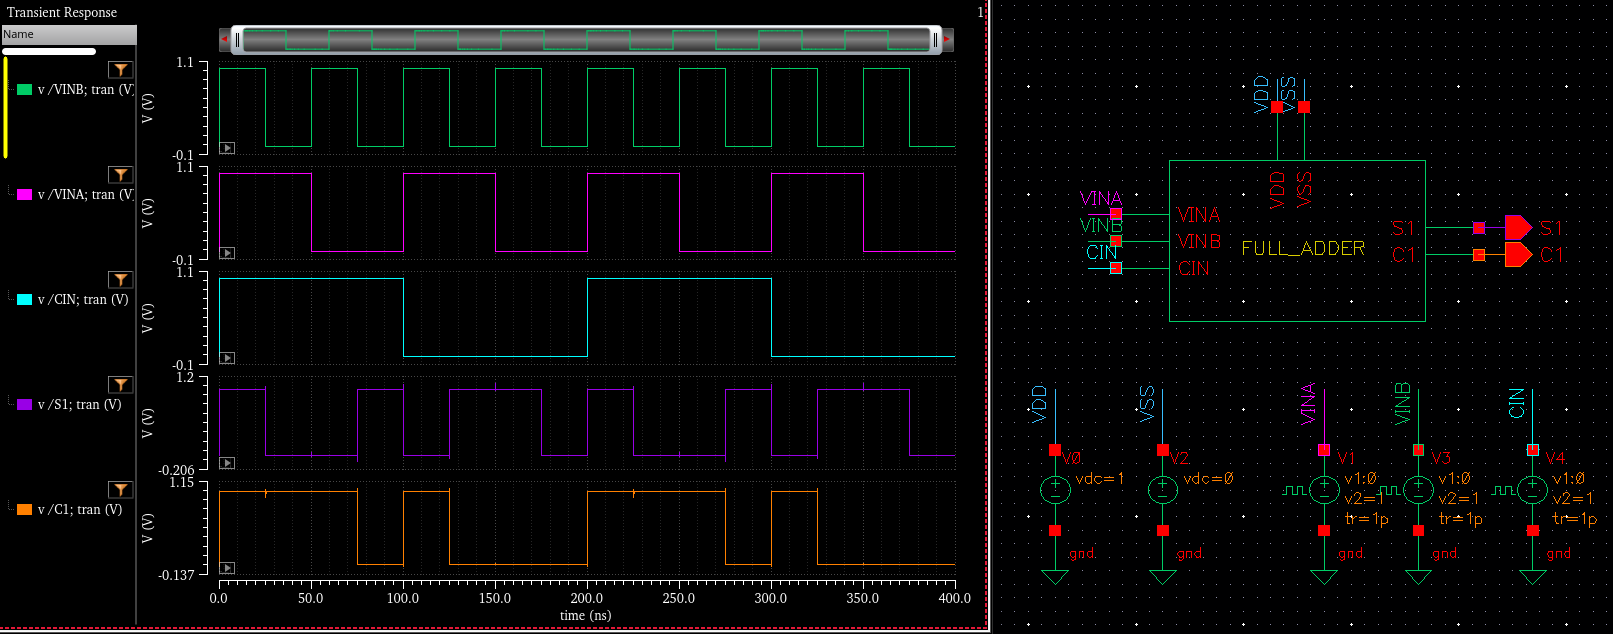 Transient Response
1
Name
1.1
v /VINB; tran (V)
V (V)
-0.1
1.1
v /VINA; tran (V)
V (V)
-0.1
1.1
v /CIN; tran (V)
V (V)
-0.1
1.2
v /S1; tran (V)
V (V)
-0.206
1.15
v /C1; tran (V)
V (V)
-0.137
0.0 50.0 100.0 150.0 200.0 250.0 300.0 350.0 400.0
time (ns)
VDD VSS
VDD VSS
VINA VINA
VINB VINB
CIN CIN
FULL_ADDER
S1 S1
C1 C1
VDD VSS VINA VINB CIN
V0 V2 V1 V3 V4
vdc=1 vdc=0 v1:0 v1:0 v1:0
v2=1 v2=1 v2=1
tr=1p tr=1p tr=1p
gnd gnd gnd gnd gnd